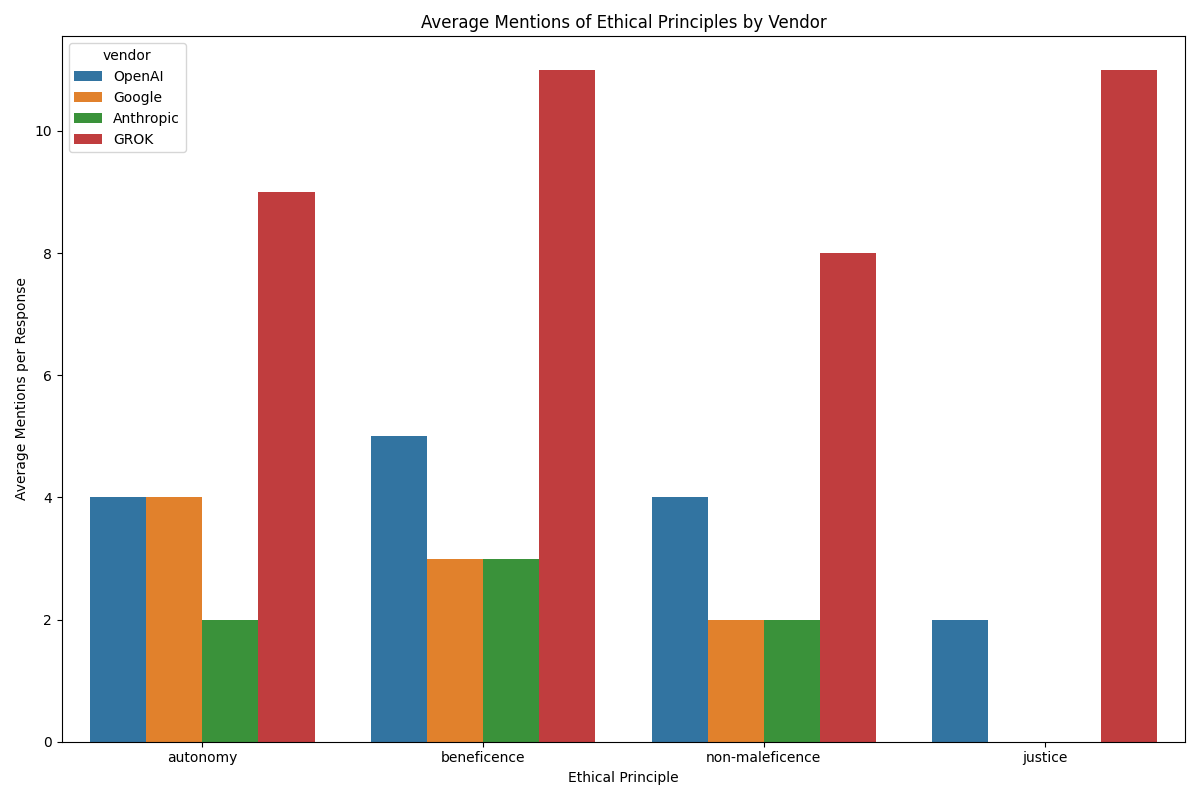 Average Mentions of Ethical Principles by Vendor
vendor
OpenAI
Google
Anthropic
GROK
Average Mentions per Response
10
8
6
4
2
0
autonomy
beneficence
non-maleficence
justice
Ethical Principle